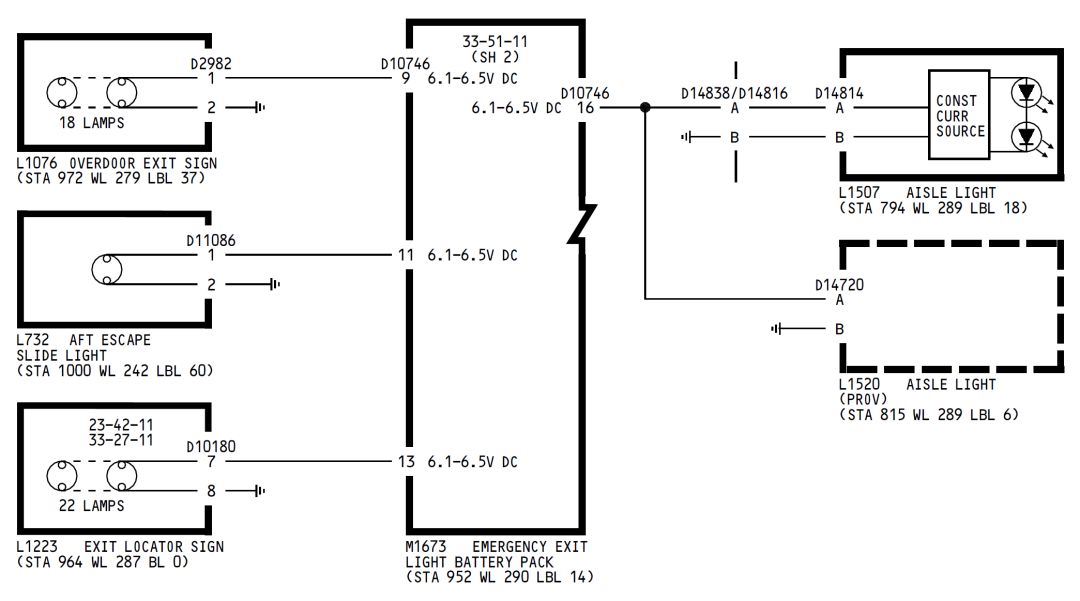 D2982
1
2
18 LAMPS
L1076 OVERDOOR EXIT SIGN
(STA 972 WL 279 LBL 37)
D11086
1
2
L732 AFT ESCAPE
SLIDE LIGHT
(STA 1000 WL 242 LBL 60)
23-42-11
33-27-11
D10180
7
8
22 LAMPS
L1223 EXIT LOCATOR SIGN
(STA 964 WL 287 BL 0)
33-51-11
(SH 2)
D10746
9 6.1-6.5V DC
D10746
6.1-6.5V DC 16
11 6.1-6.5V DC
13 6.1-6.5V DC
M1673 EMERGENCY EXIT
LIGHT BATTERY PACK
(STA 952 WL 290 LBL 14)
D14838/D14816
A
B
D14814
A
B
CONST
CURR
SOURCE
L1507 AISLE LIGHT
(STA 794 WL 289 LBL 18)
D14720
A
B
L1520 AISLE LIGHT
(PROV)
(STA 815 WL 289 LBL 6)